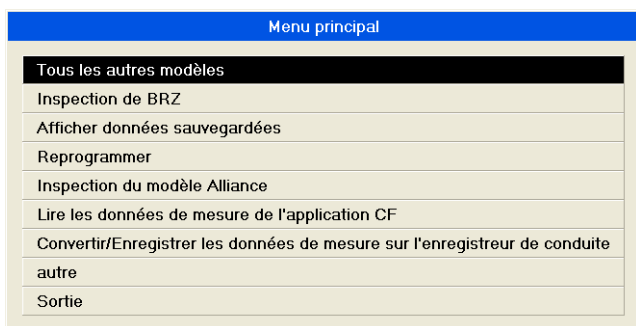 Menu principal
Tous les autres modèles
Inspection de BRZ
Afficher données sauvegardées
Reprogrammer
Inspection du modèle Alliance
Lire les données de mesure de l'application CF
Convertir/Enregistrer les données de mesure sur l'enregistreur de conduite
autre
Sortie